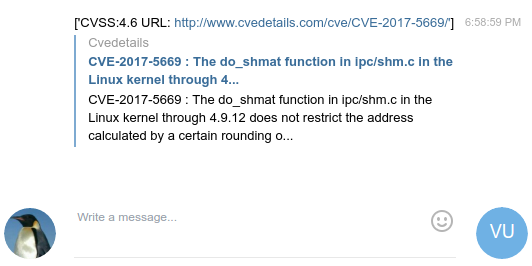 ['CVSS:4.6 URL: http://www.cvedetails.com/cve/CVE-2017-5669/'] 6:58:59 PM
Cvedetails
CVE-2017-5669 : The do_shmat function in ipc/shm.c in the
Linux kernel through 4...
CVE-2017-5669 : The do_shmat function in ipc/shm.c in the
Linux kernel through 4.9.12 does not restrict the address
calculated by a certain rounding o...
Write a message...
VU